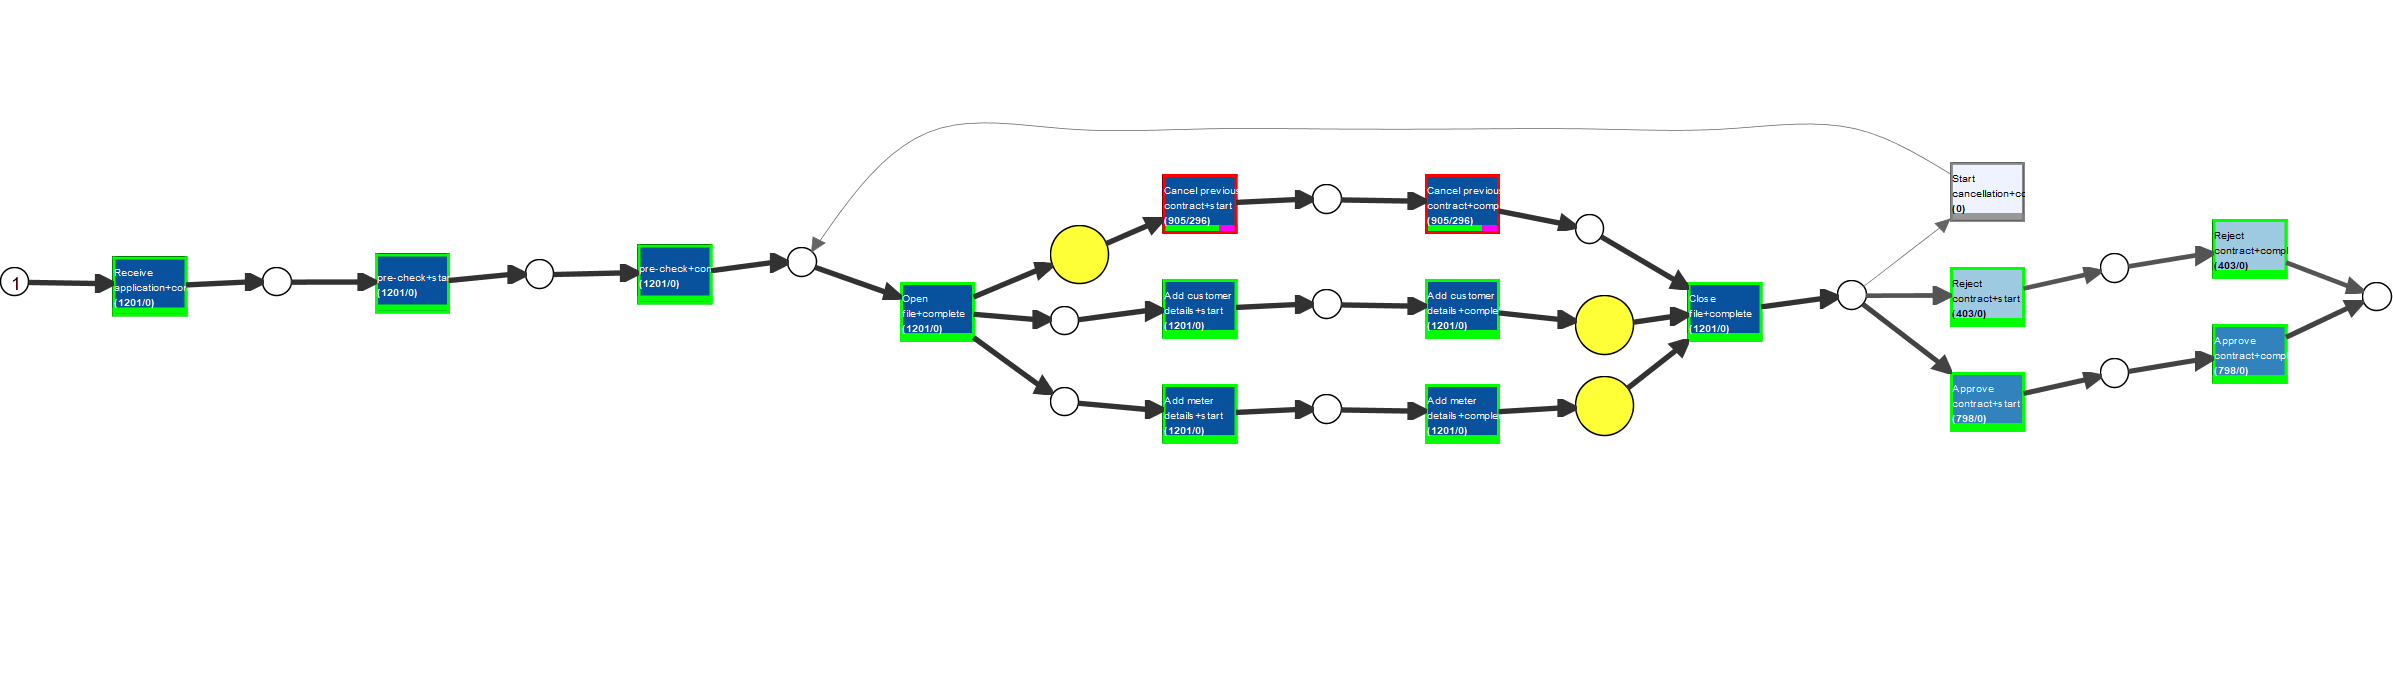 1
Receive
application+co
(1201/0)
pre-check+sta
(1201/0)
pre-check+con
(1201/0)
Open
file+complete
(1201/0)
Cancel previous
contract+start
(905/296)
Cancel previous
contract+comp
(905/296)
Add customer
details+start
(1201/0)
Add customer
details+comple
(1201/0)
Add meter
details+start
(1201/0)
Add meter
details+comple
(1201/0)
Close
file+complete
(1201/0)
Start
cancellation+co
(0)
Reject
contract+start
(403/0)
Approve
contract+start
(798/0)
Reject
contract+compl
(403/0)
Approve
contract+compl
(798/0)